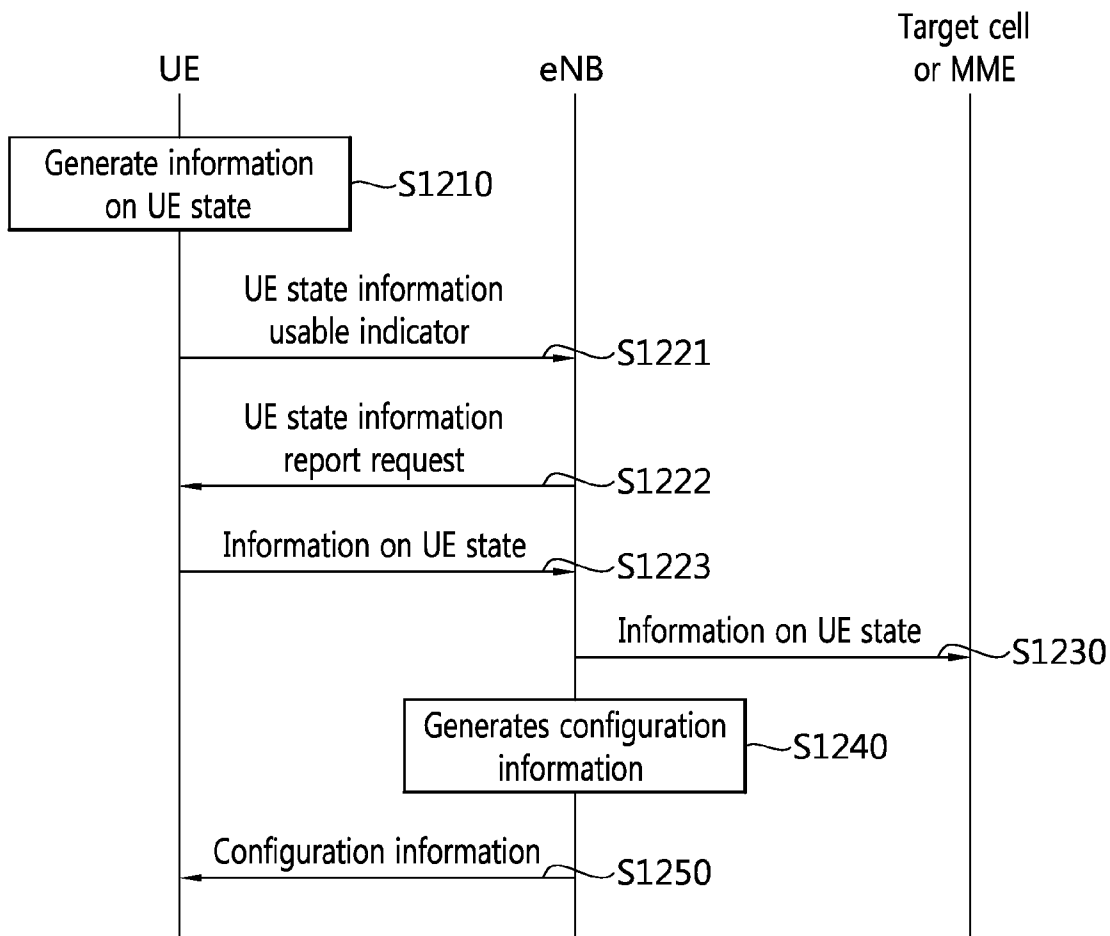 UE
eNB
Target cell
or MME
Generate information
on UE state
S1210
UE state information
usable indicator
S1221
UE state information
report request
S1222
Information on UE state
S1223
Information on UE state
S1230
Generates configuration
information
S1240
Configuration information
S1250